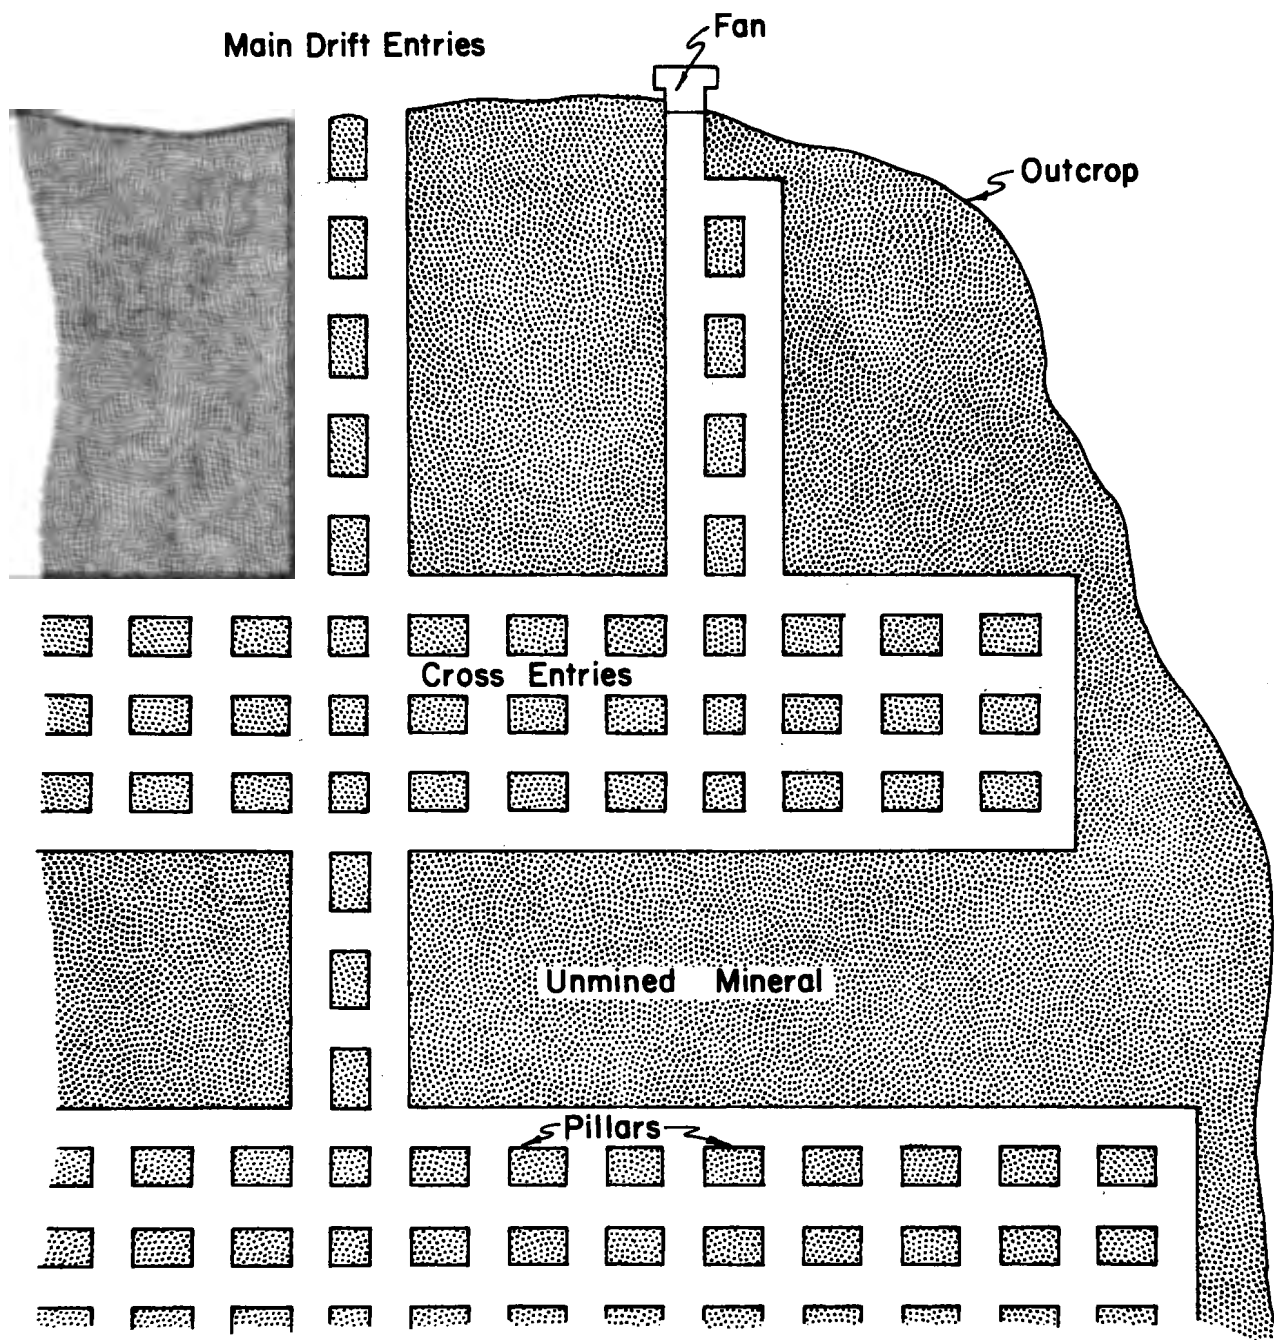 Fan
Main Drift Entries
Outcrop
Cross Entries
Unmined Mineral
Pillars